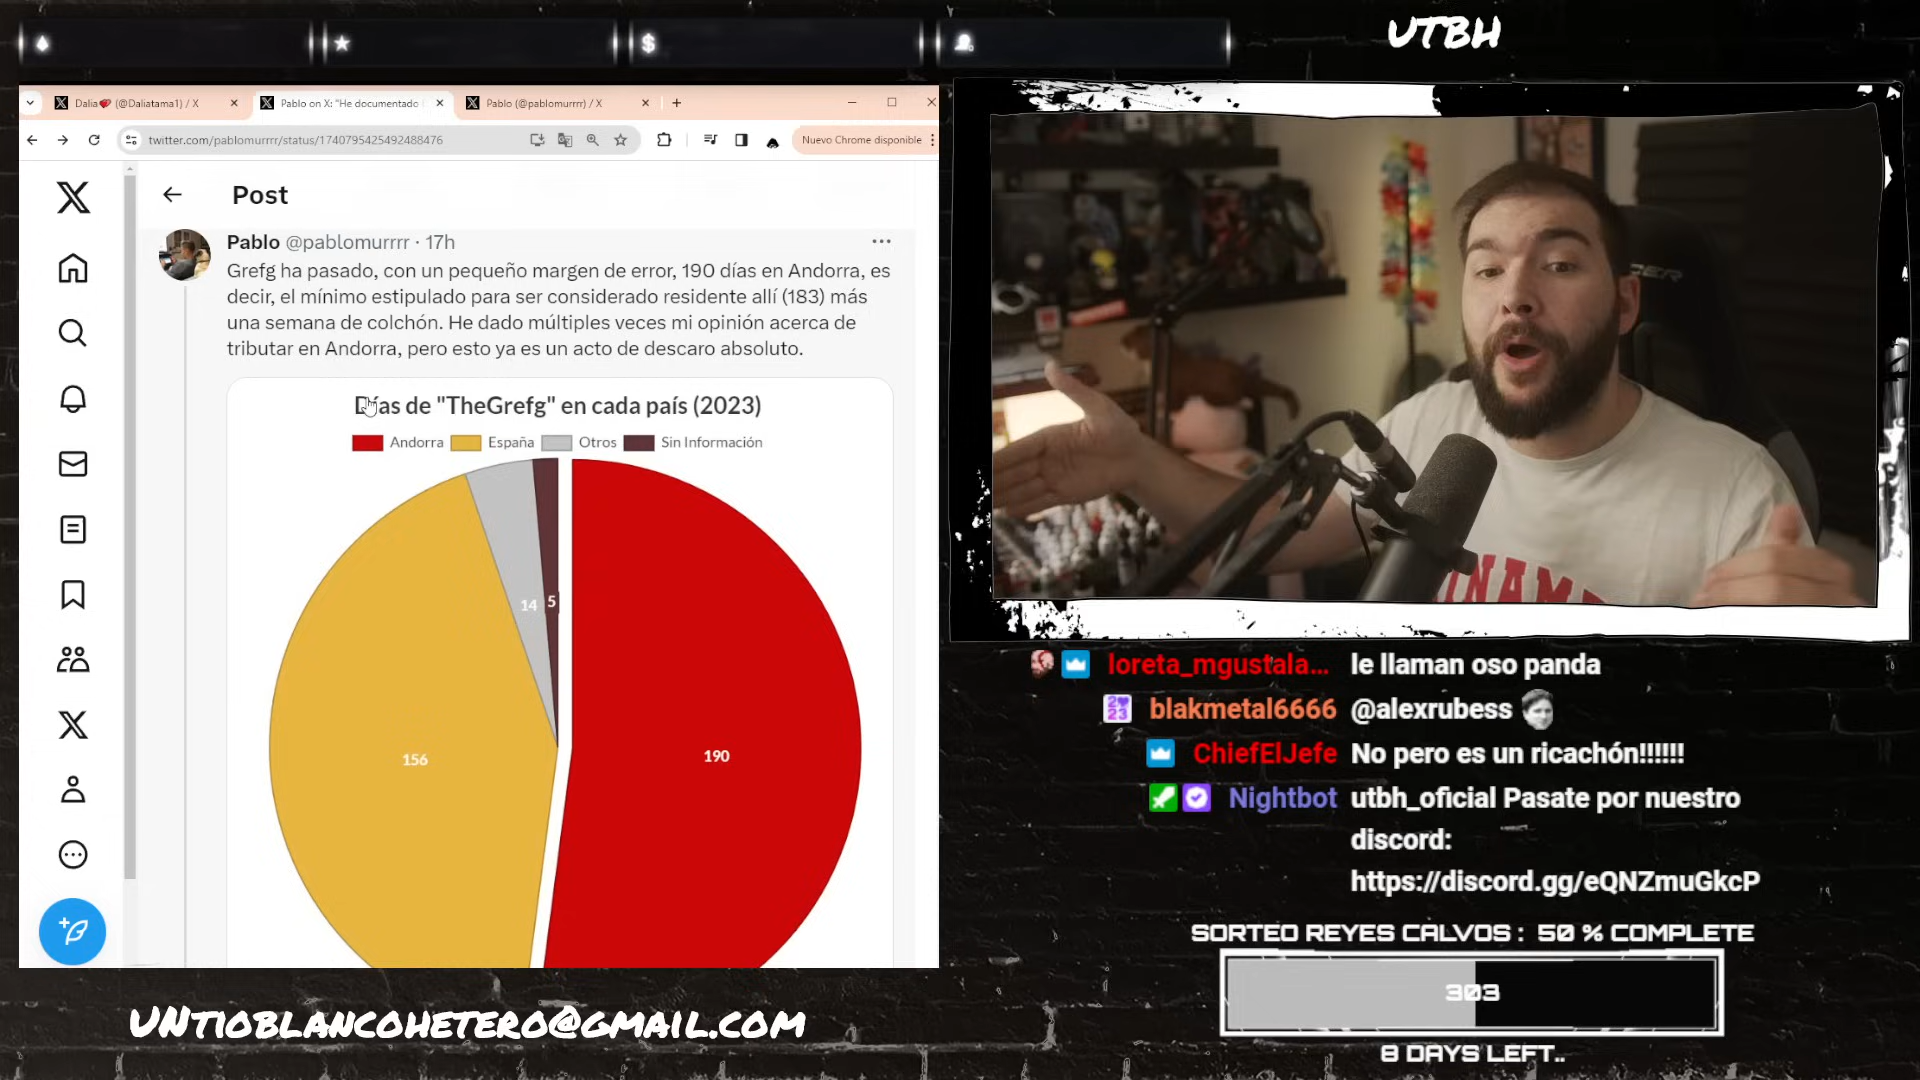 UTBH
Dalia (@Daliatama1) / X
Pablo on X: "He documentado
Pablo (@pablomurrrr) / X
twitter.com/pablomurrrr/status/1740795425492488476
Nuevo Chrome disponible
Post
Pablo @pablomurrrr · 17h
Grefg ha pasado, con un pequeño margen de error, 190 días en Andorra, es
decir, el mínimo estipulado para ser considerado residente allí (183) más
una semana de colchón. He dado múltiples veces mi opinión acerca de
tributar en Andorra, pero esto ya es un acto de descaro absoluto.
Días de "TheGrefg" en cada país (2023)
Andorra España Otros Sin Información
14 5
156
190
loreta_mgustala... le llaman oso panda
blakmetal6666 @alexrubess
ChiefElJefe No pero es un ricachón!!!!!!
Nightbot utbh_oficial Pasate por nuestro
discord:
https://discord.gg/eQNZmuGkcP
SORTEO REYES CALVOS : 50 % COMPLETE
303
8 DAYS LEFT..
UNTIOBLANCOHETERO@GMAIL.COM